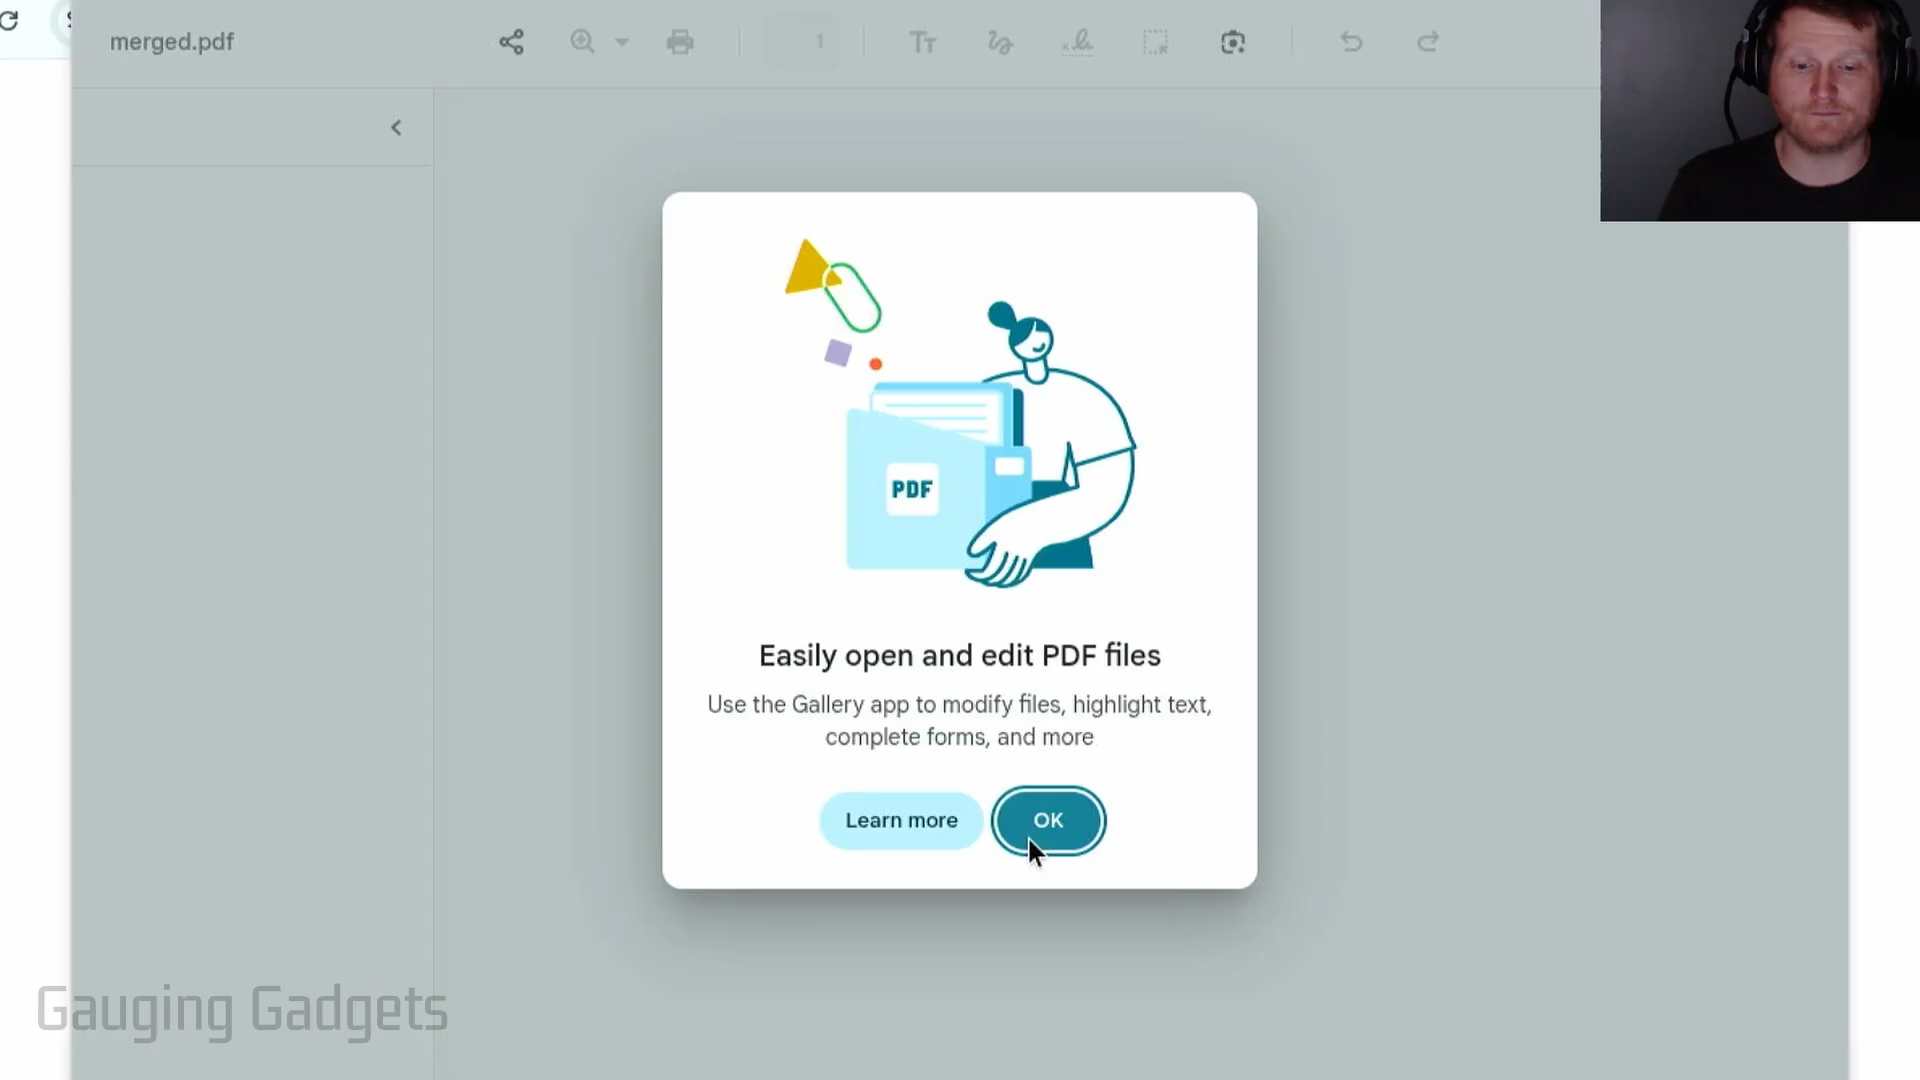 merged.pdf
1
Tt
PDF
Easily open and edit PDF files
Use the Gallery app to modify files, highlight text,
complete forms, and more
Learn more
OK
Gauging Gadgets